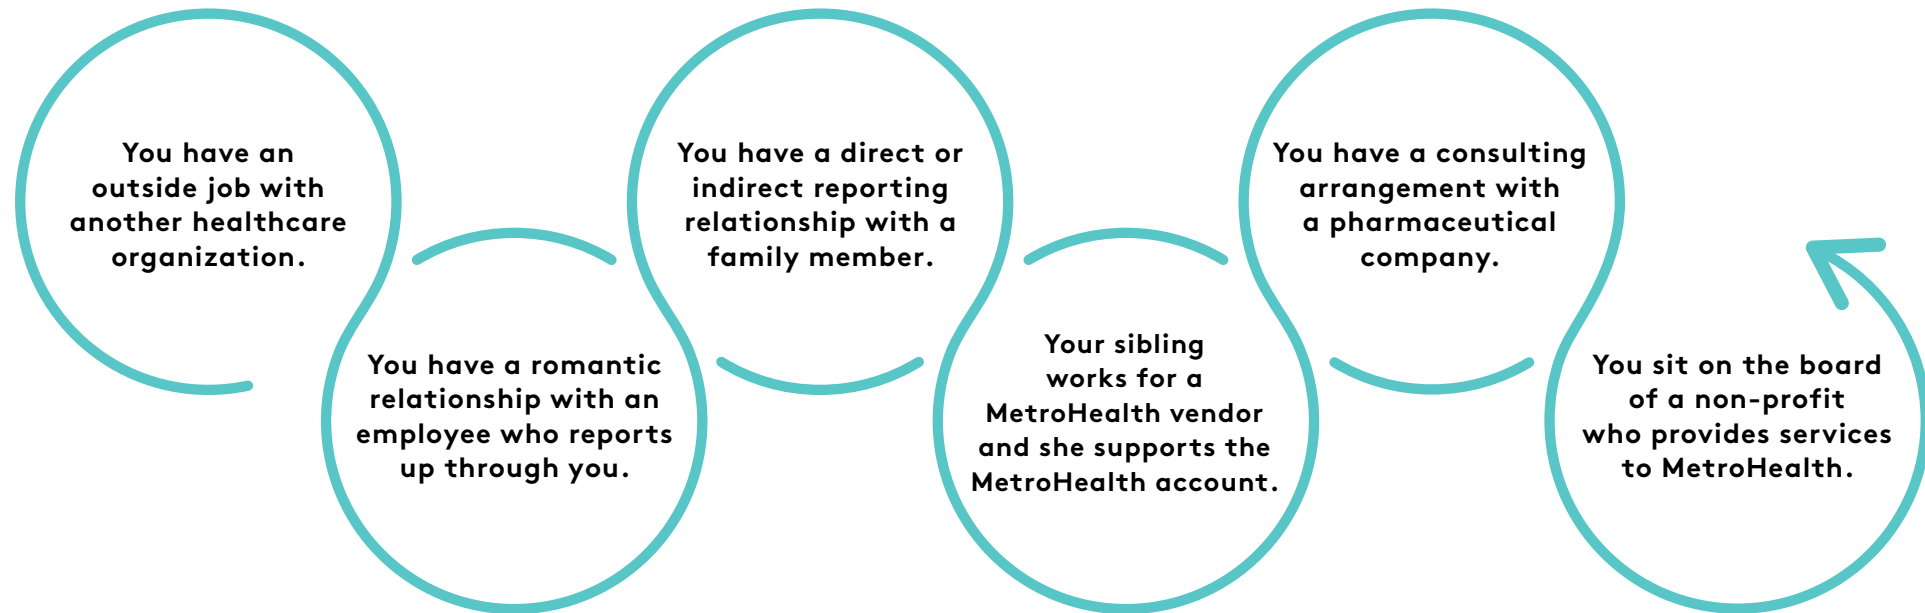 You have an
outside job with
another healthcare
organization.
You have a romantic
relationship with an
employee who reports
up through you.
You have a direct or
indirect reporting
relationship with a
family member.
Your sibling
works for a
MetroHealth vendor
and she supports the
MetroHealth account.
You have a consulting
arrangement with
a pharmaceutical
company.
You sit on the board
of a non-profit
who provides services
to MetroHealth.